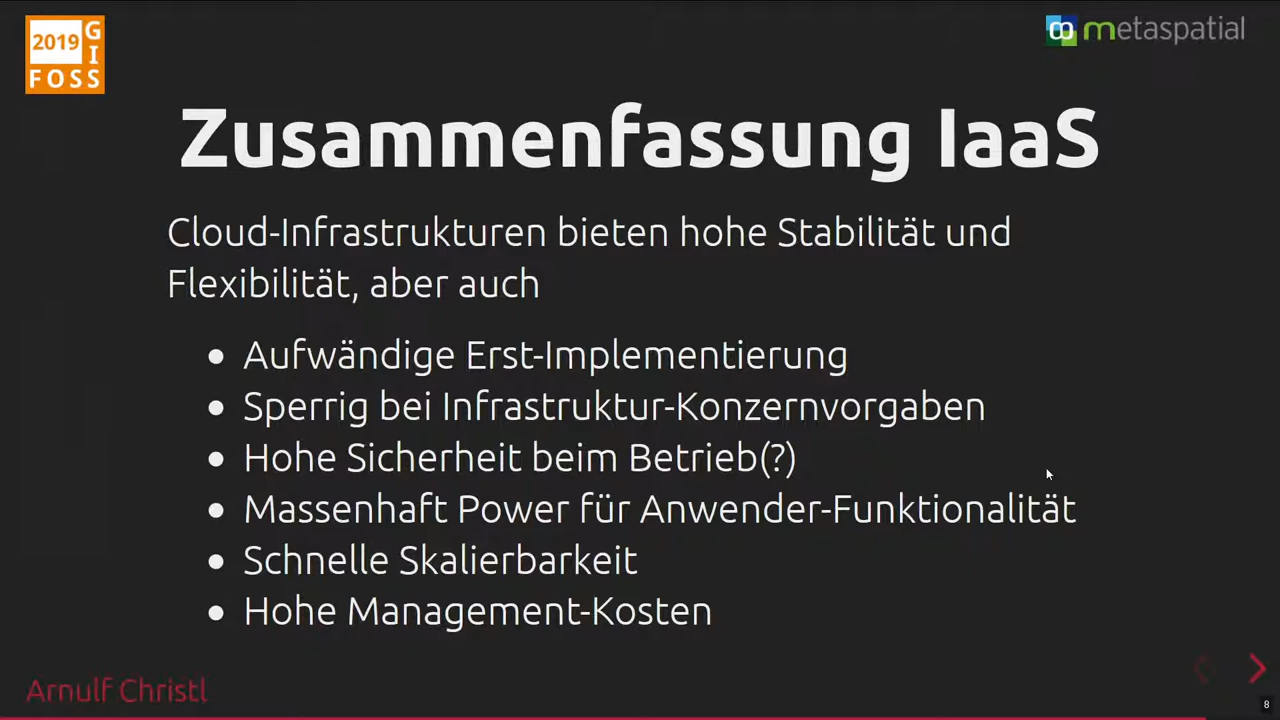 2019 G
I
FOSS
metaspatial
Zusammenfassung IaaS
Cloud-Infrastrukturen bieten hohe Stabilität und
Flexibilität, aber auch
Aufwändige Erst-Implementierung
Sperrig bei Infrastruktur-Konzernvorgaben
Hohe Sicherheit beim Betrieb(?)
Massenhaft Power für Anwender-Funktionalität
Schnelle Skalierbarkeit
Hohe Management-Kosten
Arnulf Christl
8